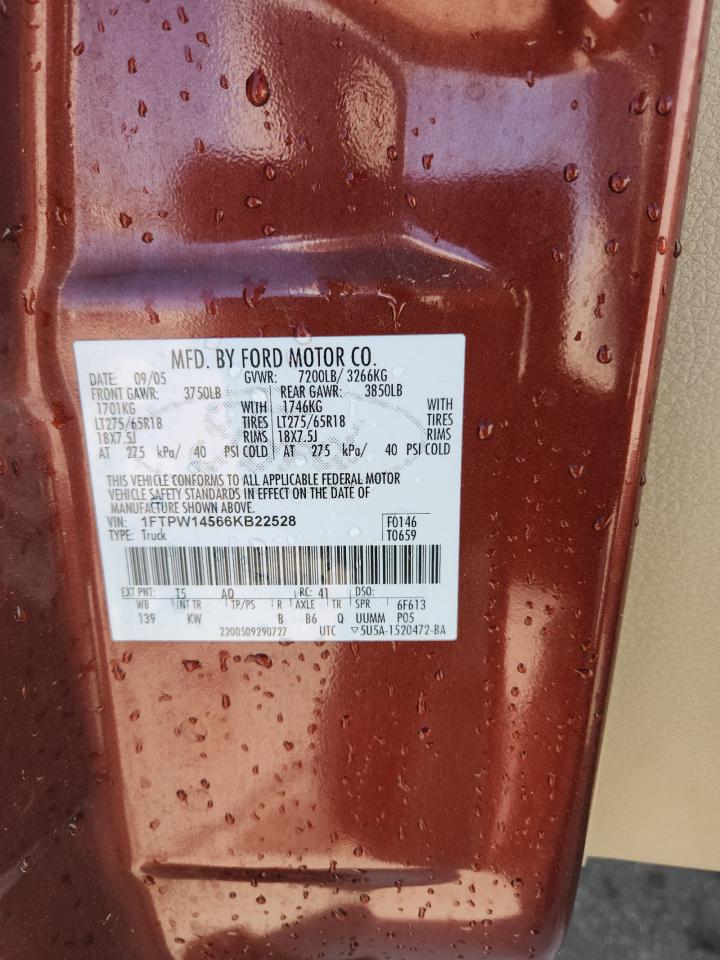 MFD. BY FORD MOTOR CO.
DATE: 09/05 GVWR: 7200LB/ 3266KG
FRONT GAWR: 3750LB REAR GAWR: 3850LB
1701KG WITH 1746KG WITH
LT275/65R18 TIRES LT275/65R18 TIRES
18X7.5J RIMS 18X7.5J RIMS
AT 275 kPa/ 40 PSI COLD AT 275 kPa/ 40 PSI COLD
THIS VEHICLE CONFORMS TO ALL APPLICABLE FEDERAL MOTOR
VEHICLE SAFETY STANDARDS IN EFFECT ON THE DATE OF
MANUFACTURE SHOWN ABOVE.
VIN: 1FTPW14566KB22528 F0146
TYPE: Truck T0659
EXT PNT: T5 AQ RC: 41 DSO:
WB INT TR TP/PS R AXLE TR SPR 6F613
139 KW B B6 Q UUMM P05
2200509290727 UTC ▽5U5A-1520472-BA